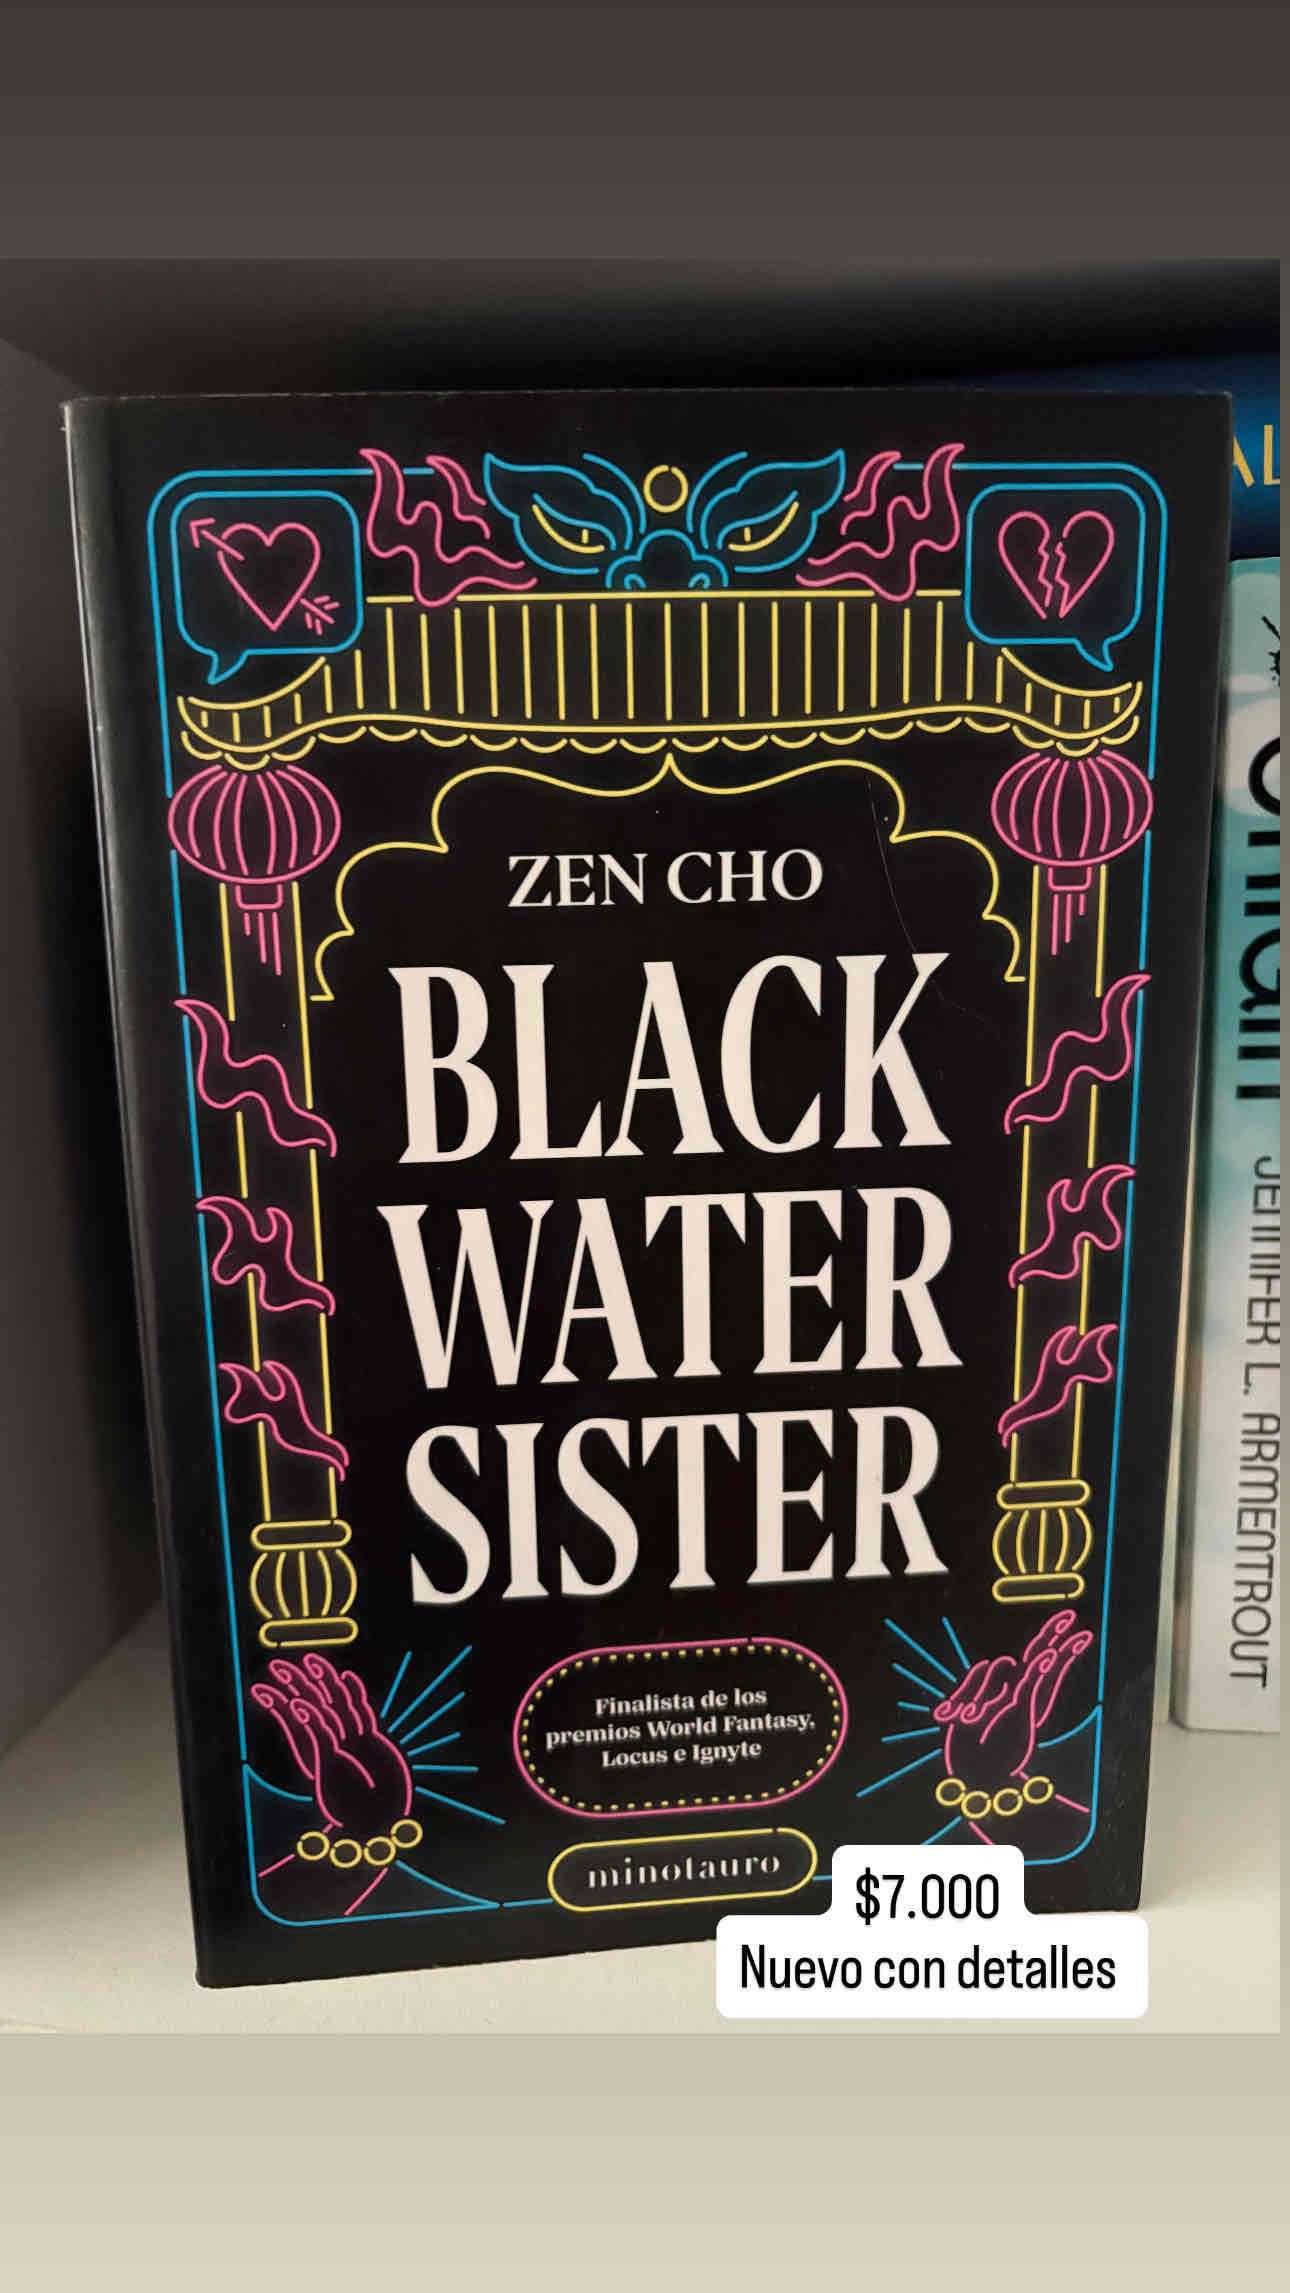 ZEN CHO
BLACK
WATER
SISTER
Finalista de los
premios World Fantasy,
Locus e Ignyte
minotauro
$7.000
Nuevo con detalles
AL
JENNIFER L. ARMENTROUT